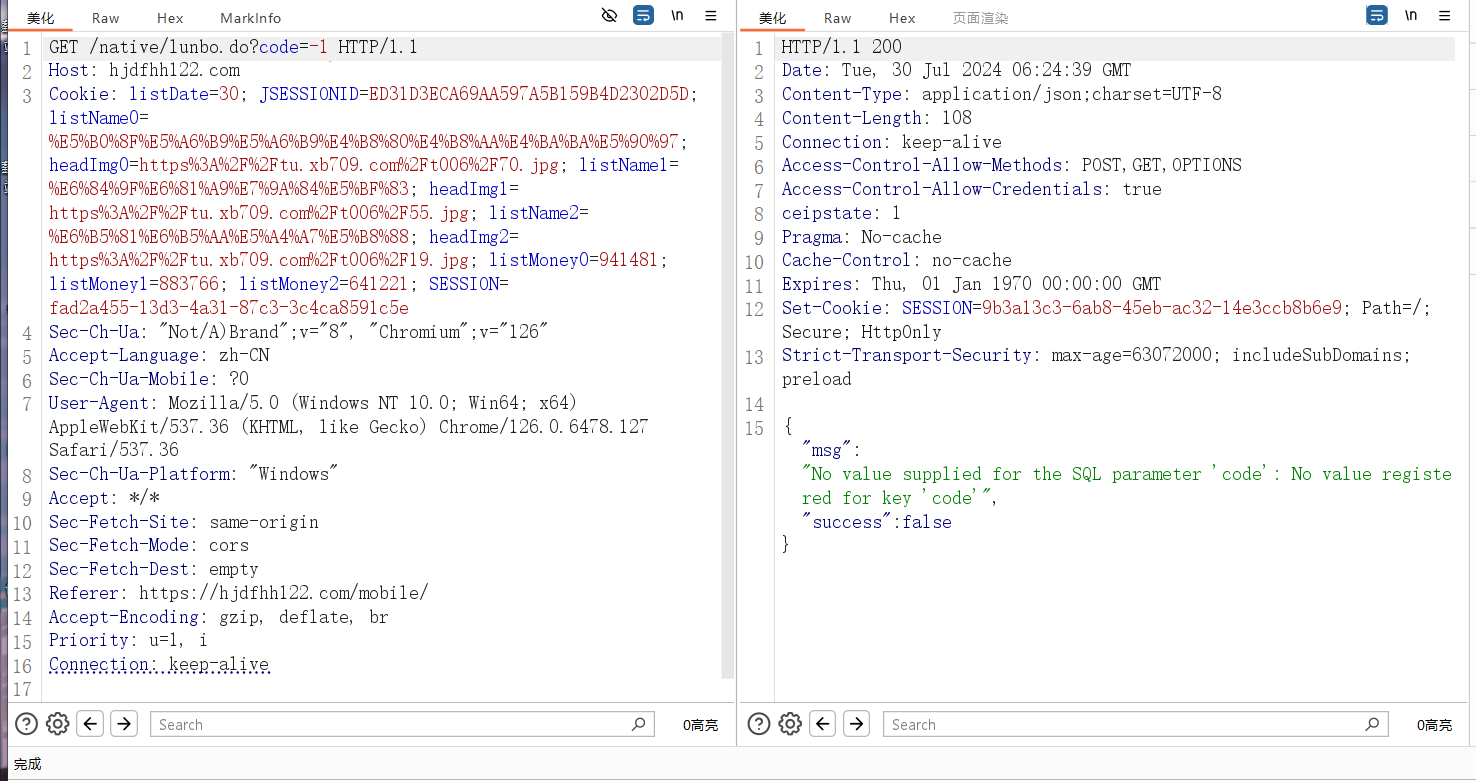 美化 Raw Hex MarkInfo \n
1 GET /native/lunbo.do?code=-1 HTTP/1.1
2 Host: hjdfhh122.com
3 Cookie: listDate=30; JSESSIONID=ED31D3ECA69AA597A5B159B4D2302D5D;
listName0=
%E5%B0%8F%E5%A6%B9%E5%A6%B9%E4%B8%80%E4%B8%AA%E4%BA%BA%E5%90%97;
headImg0=https%3A%2F%2Ftu.xb709.com%2Ft006%2F70.jpg; listName1=
%E6%84%9F%E6%81%A9%E7%9A%84%E5%BF%83; headImg1=
https%3A%2F%2Ftu.xb709.com%2Ft006%2F55.jpg; listName2=
%E6%B5%81%E6%B5%AA%E5%A4%A7%E5%B8%88; headImg2=
https%3A%2F%2Ftu.xb709.com%2Ft006%2F19.jpg; listMoney0=941481;
listMoney1=883766; listMoney2=641221; SESSION=
fad2a455-13d3-4a31-87c3-3c4ca8591c5e
4 Sec-Ch-Ua: "Not/A)Brand";v="8", "Chromium";v="126"
5 Accept-Language: zh-CN
6 Sec-Ch-Ua-Mobile: ?0
7 User-Agent: Mozilla/5.0 (Windows NT 10.0; Win64; x64)
AppleWebKit/537.36 (KHTML, like Gecko) Chrome/126.0.6478.127
Safari/537.36
8 Sec-Ch-Ua-Platform: "Windows"
9 Accept: */*
10 Sec-Fetch-Site: same-origin
11 Sec-Fetch-Mode: cors
12 Sec-Fetch-Dest: empty
13 Referer: https://hjdfhh122.com/mobile/
14 Accept-Encoding: gzip, deflate, br
15 Priority: u=1, i
16 Connection: keep-alive
17
Search 0高亮
美化 Raw Hex 页面渲染 \n
1 HTTP/1.1 200
2 Date: Tue, 30 Jul 2024 06:24:39 GMT
3 Content-Type: application/json;charset=UTF-8
4 Content-Length: 108
5 Connection: keep-alive
6 Access-Control-Allow-Methods: POST,GET,OPTIONS
7 Access-Control-Allow-Credentials: true
8 ceipstate: 1
9 Pragma: No-cache
10 Cache-Control: no-cache
11 Expires: Thu, 01 Jan 1970 00:00:00 GMT
12 Set-Cookie: SESSION=9b3a13c3-6ab8-45eb-ac32-14e3ccb8b6e9; Path=/;
Secure; HttpOnly
13 Strict-Transport-Security: max-age=63072000; includeSubDomains;
preload
14
15 {
"msg":
"No value supplied for the SQL parameter 'code': No value registe
red for key 'code'",
"success":false
}
Search 0高亮
完成